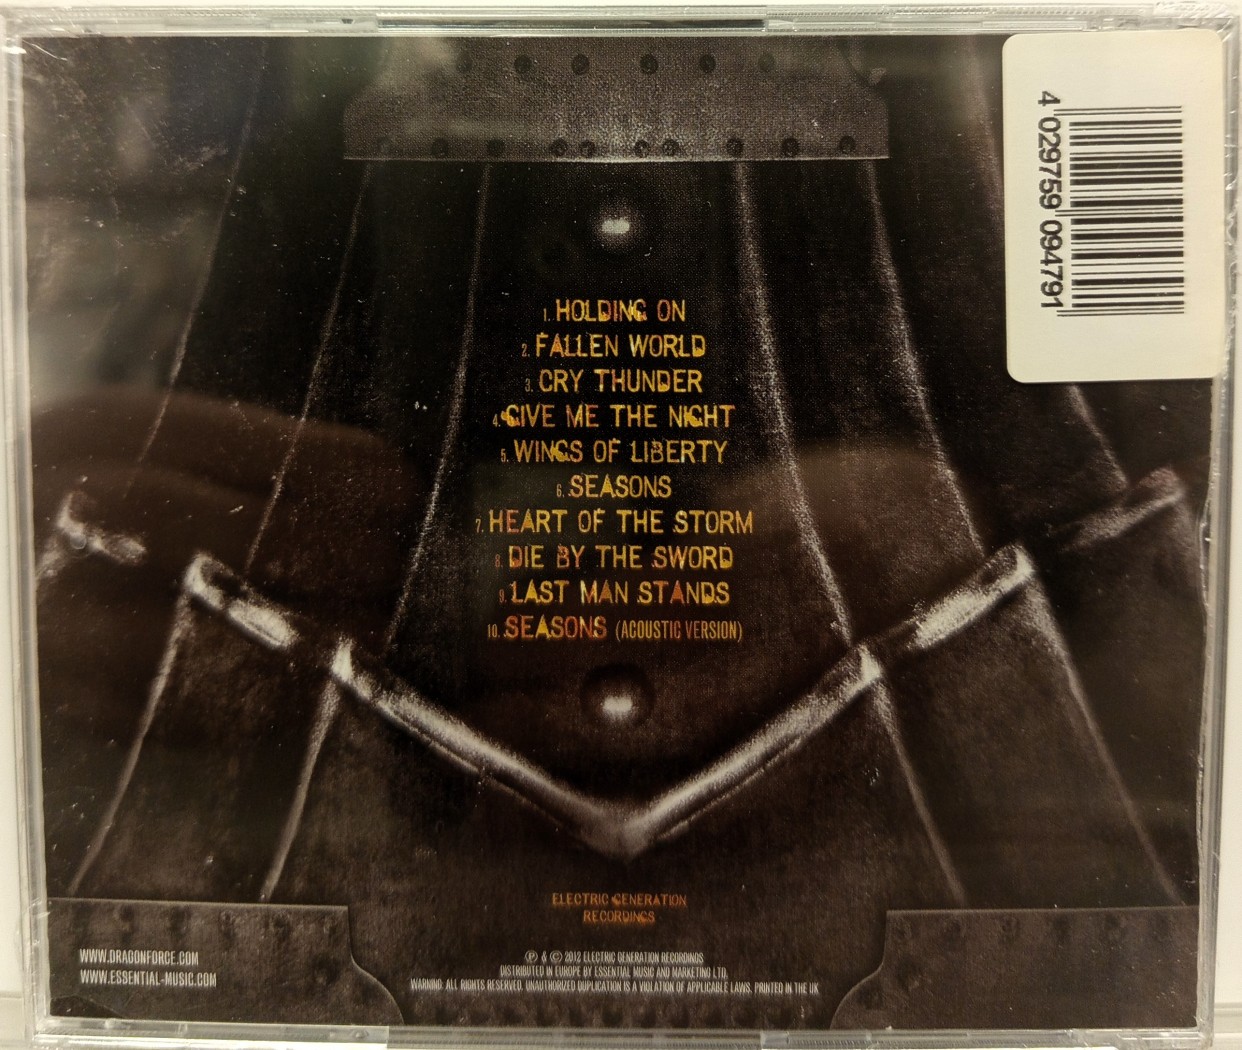 4 029759 094791
1. HOLDING ON
2. FALLEN WORLD
3. CRY THUNDER
4. GIVE ME THE NIGHT
5. WINGS OF LIBERTY
6. SEASONS
7. HEART OF THE STORM
8. DIE BY THE SWORD
9. LAST MAN STANDS
10. SEASONS (ACOUSTIC VERSION)
ELECTRIC GENERATION
RECORDINGS
WWW.DRAGONFORCE.COM
WWW.ESSENTIAL-MUSIC.COM
℗ & © 2012 ELECTRIC GENERATION RECORDINGS
DISTRIBUTED IN EUROPE BY ESSENTIAL MUSIC AND MARKETING LTD.
WARNING: ALL RIGHTS RESERVED. UNAUTHORIZED DUPLICATION IS A VIOLATION OF APPLICABLE LAWS. PRINTED IN THE UK